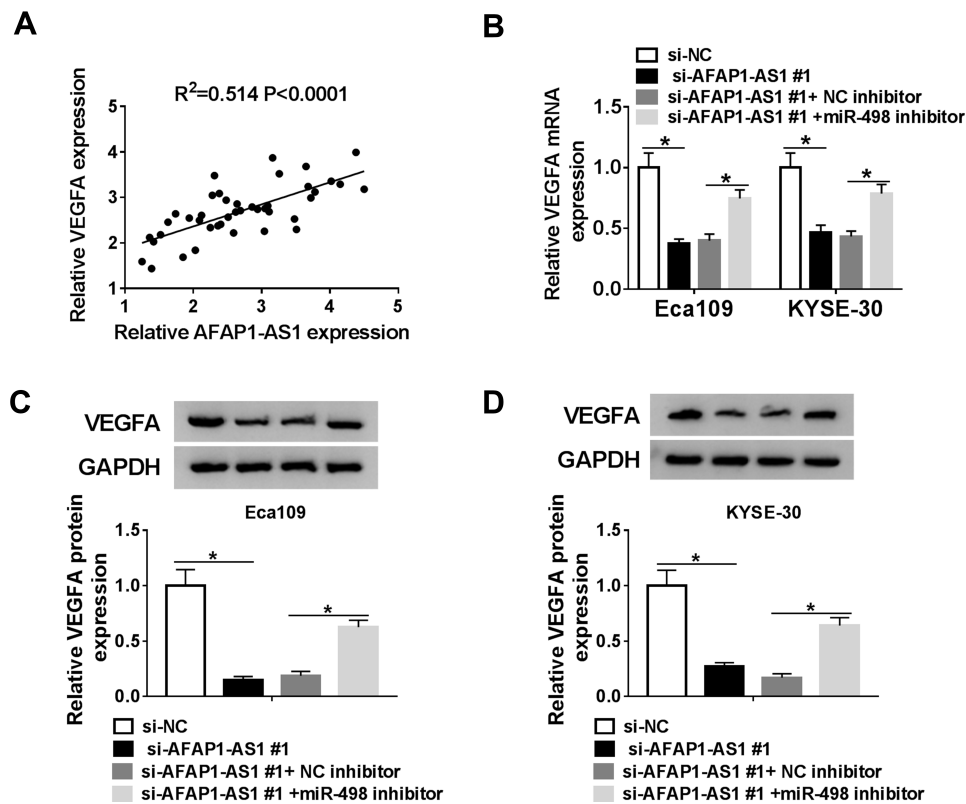 A
R²=0.514 P<0.0001
Relative VEGFA expression
5
4
3
2
1
1 2 3 4 5
Relative AFAP1-AS1 expression
B
si-NC
si-AFAP1-AS1 #1
si-AFAP1-AS1 #1+ NC inhibitor
si-AFAP1-AS1 #1 +miR-498 inhibitor
Relative VEGFA mRNA
expression
1.5
1.0
0.5
0.0
* * * *
Eca109 KYSE-30
C
VEGFA
GAPDH
Eca109
Relative VEGFA protein
expression
1.5
1.0
0.5
0.0
* *
si-NC
si-AFAP1-AS1 #1
si-AFAP1-AS1 #1+ NC inhibitor
si-AFAP1-AS1 #1 +miR-498 inhibitor
D
VEGFA
GAPDH
KYSE-30
Relative VEGFA protein
expression
1.5
1.0
0.5
0.0
* *
si-NC
si-AFAP1-AS1 #1
si-AFAP1-AS1 #1+ NC inhibitor
si-AFAP1-AS1 #1 +miR-498 inhibitor